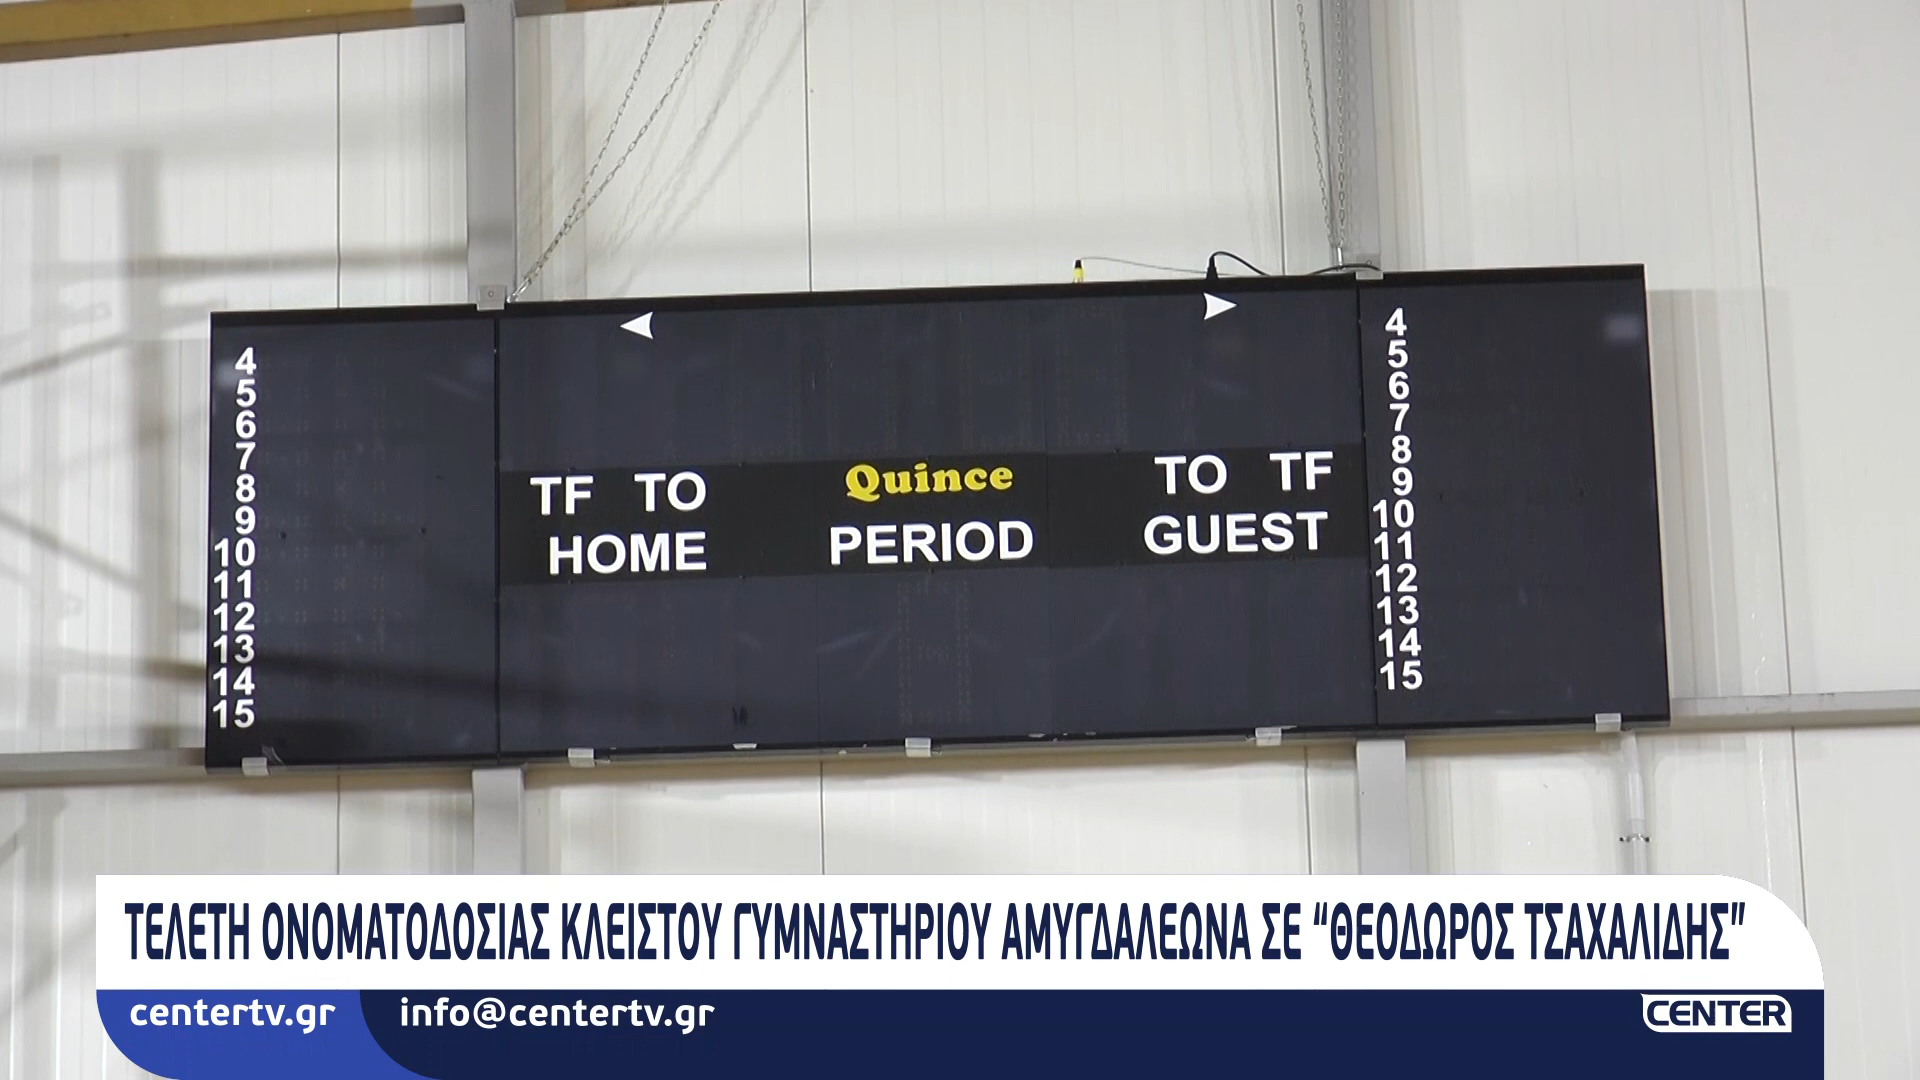 4
5
6
7
8
9
10
11
12
13
14
15
TF TO
HOME
Quince
PERIOD
TO TF
GUEST
4
5
6
7
8
9
10
11
12
13
14
15
ΤΕΛΕΤΗ ΟΝΟΜΑΤΟΔΟΣΙΑΣ ΚΛΕΙΣΤΟΥ ΓΥΜΝΑΣΤΗΡΙΟΥ ΑΜΥΓΔΑΛΕΩΝΑ ΣΕ “ΘΕΟΔΩΡΟΣ ΤΣΑΧΑΛΙΔΗΣ”
centertv.gr
info@centertv.gr
CENTER